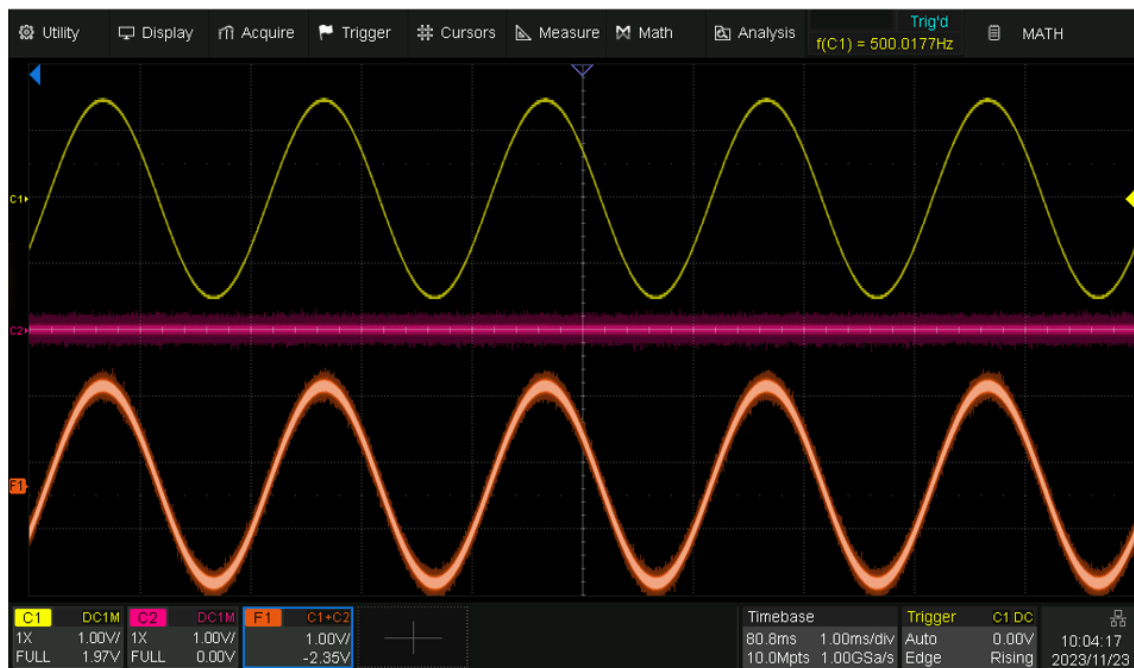 Utility Display Acquire Trigger Cursors Measure Math Analysis Trig'd MATH
f(C1) = 500.0177Hz
C1
C2
F1
C1 DC1M C2 DC1M F1 C1+C2 Timebase Trigger C1 DC
1X 1.00V/ 1X 1.00V/ 1.00V/ 80.8ms 1.00ms/div Auto 0.00V 10:04:17
FULL 1.97V FULL 0.00V -2.35V 10.0Mpts 1.00GSa/s Edge Rising 2023/11/23